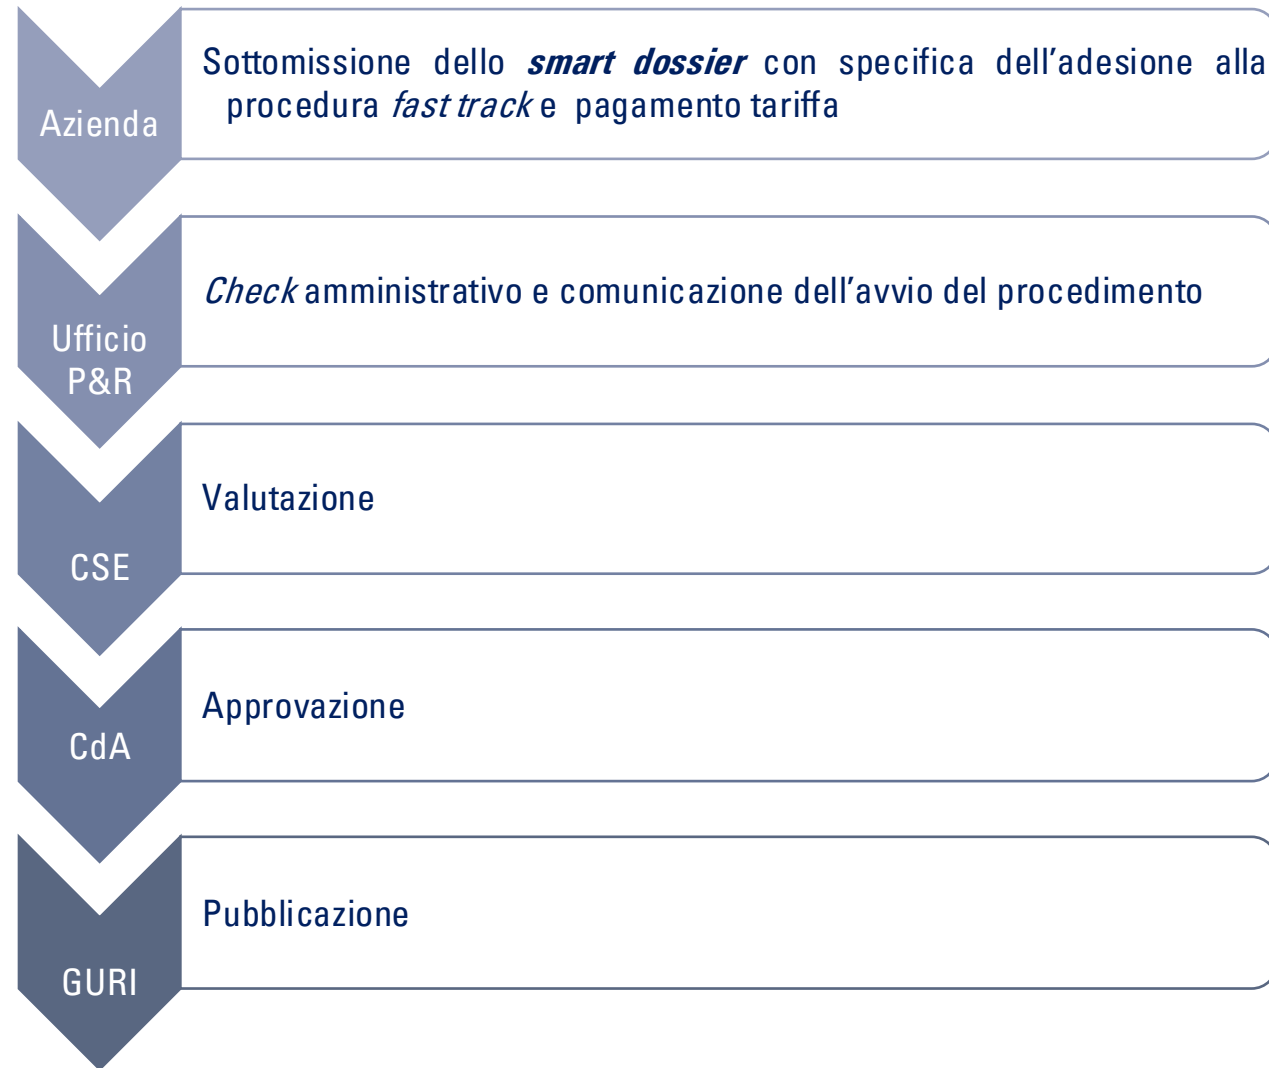 Azienda
Sottomissione dello smart dossier con specifica dell’adesione alla
procedura fast track e pagamento tariffa
Ufficio
P&R
Check amministrativo e comunicazione dell’avvio del procedimento
CSE
Valutazione
CdA
Approvazione
GURI
Pubblicazione